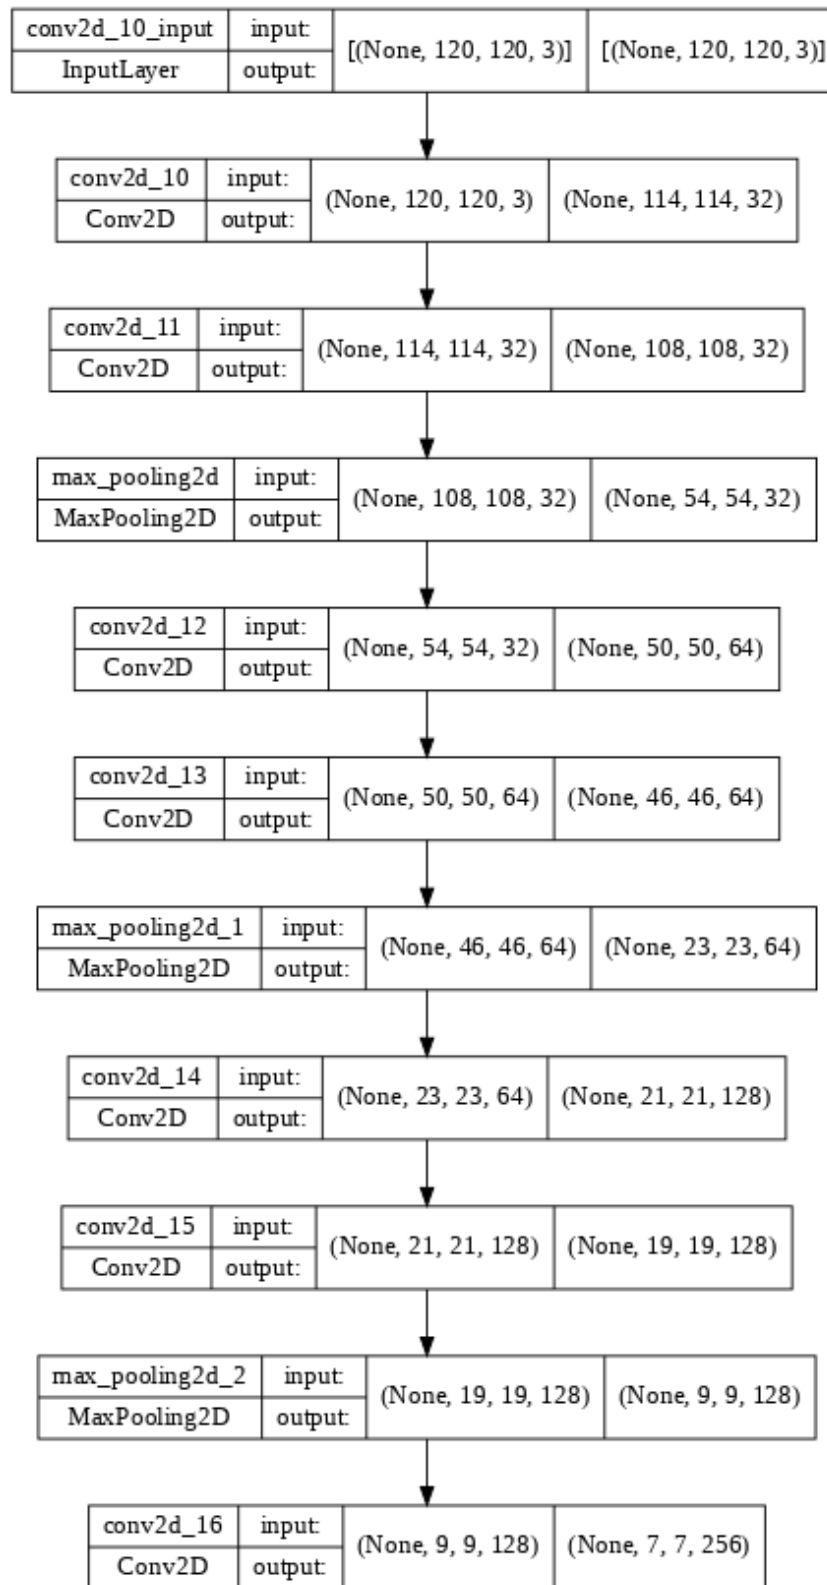 conv2d_10_input input: [(None, 120, 120, 3)] [(None, 120, 120, 3)]
InputLayer output:
conv2d_10 input: (None, 120, 120, 3) (None, 114, 114, 32)
Conv2D output:
conv2d_11 input: (None, 114, 114, 32) (None, 108, 108, 32)
Conv2D output:
max_pooling2d input: (None, 108, 108, 32) (None, 54, 54, 32)
MaxPooling2D output:
conv2d_12 input: (None, 54, 54, 32) (None, 50, 50, 64)
Conv2D output:
conv2d_13 input: (None, 50, 50, 64) (None, 46, 46, 64)
Conv2D output:
max_pooling2d_1 input: (None, 46, 46, 64) (None, 23, 23, 64)
MaxPooling2D output:
conv2d_14 input: (None, 23, 23, 64) (None, 21, 21, 128)
Conv2D output:
conv2d_15 input: (None, 21, 21, 128) (None, 19, 19, 128)
Conv2D output:
max_pooling2d_2 input: (None, 19, 19, 128) (None, 9, 9, 128)
MaxPooling2D output:
conv2d_16 input: (None, 9, 9, 128) (None, 7, 7, 256)
Conv2D output: